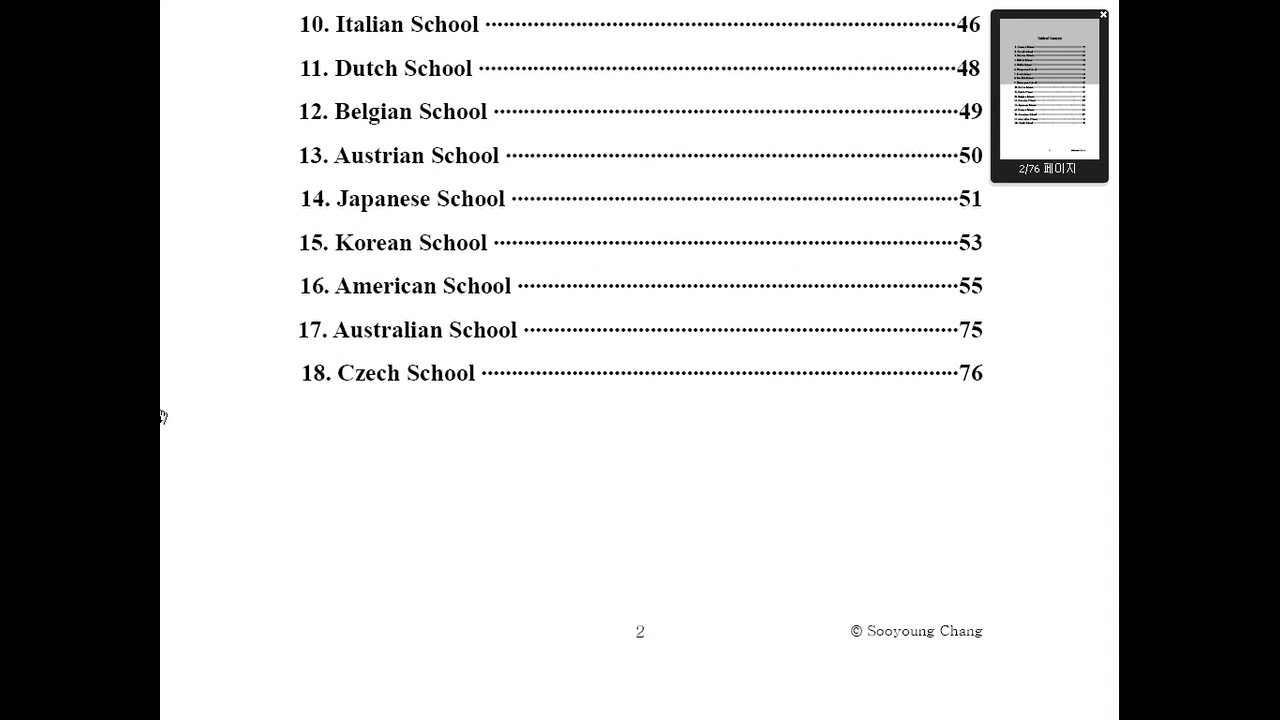 10. Italian School ·······························································46
11. Dutch School ·······························································48
12. Belgian School ·····························································49
13. Austrian School ···························································50
14. Japanese School ··························································51
15. Korean School ·····························································53
16. American School ·························································55
17. Australian School ························································75
18. Czech School ······························································76
2
© Sooyoung Chang
2/76 페이지